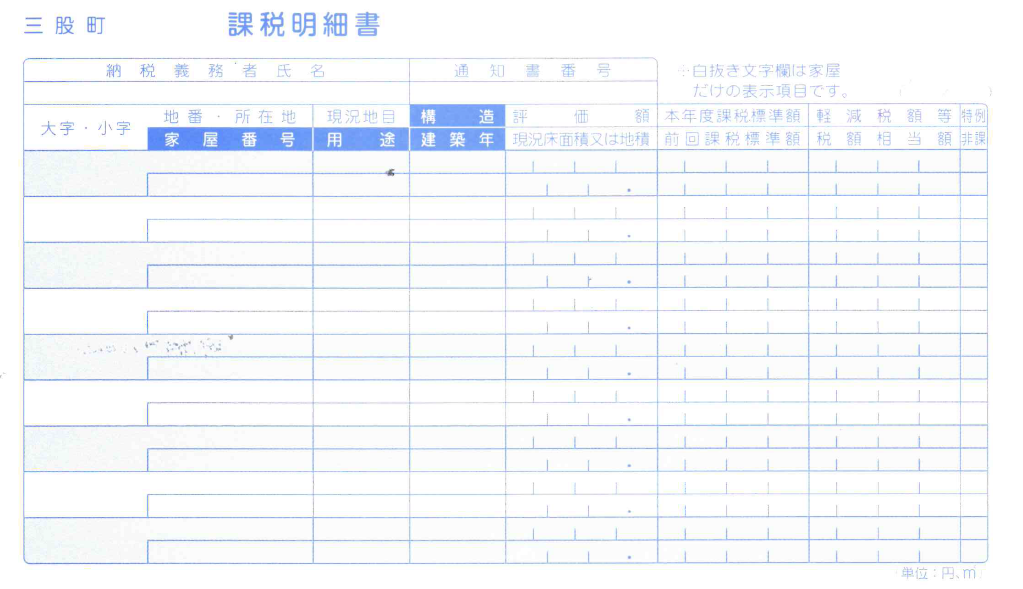 三股町 課税明細書
納税義務者氏名 通知書番号
※白抜き文字欄は家屋
だけの表示項目です。
大字・小字
地番・所在地 現況地目 構造 評価額 本年度課税標準額 軽減税額等 特例
家屋番号 用途 建築年 現況床面積又は地積 前回課税標準額 税額相当額 非課
(単位：円、㎡)